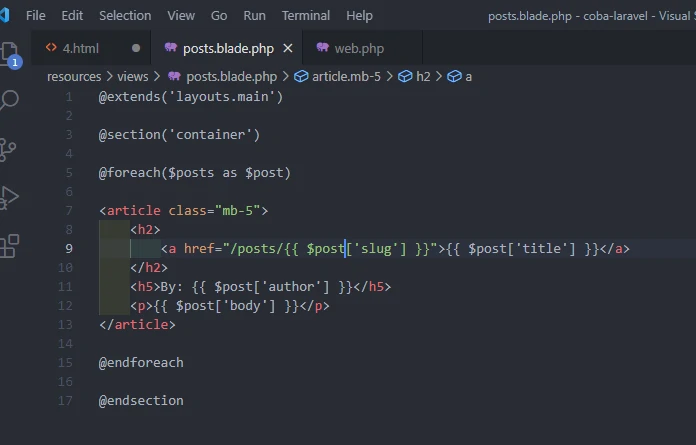 File Edit Selection View Go Run Terminal Help posts.blade.php - coba-laravel - Visual S
4.html posts.blade.php web.php
1
resources > views > posts.blade.php > article.mb-5 > h2 > a
1 @extends('layouts.main')
2
3 @section('container')
4
5 @foreach($posts as $post)
6
7 <article class="mb-5">
8 <h2>
9 <a href="/posts/{{ $post['slug'] }}">{{ $post['title'] }}</a>
10 </h2>
11 <h5>By: {{ $post['author'] }}</h5>
12 <p>{{ $post['body'] }}</p>
13 </article>
14
15 @endforeach
16
17 @endsection